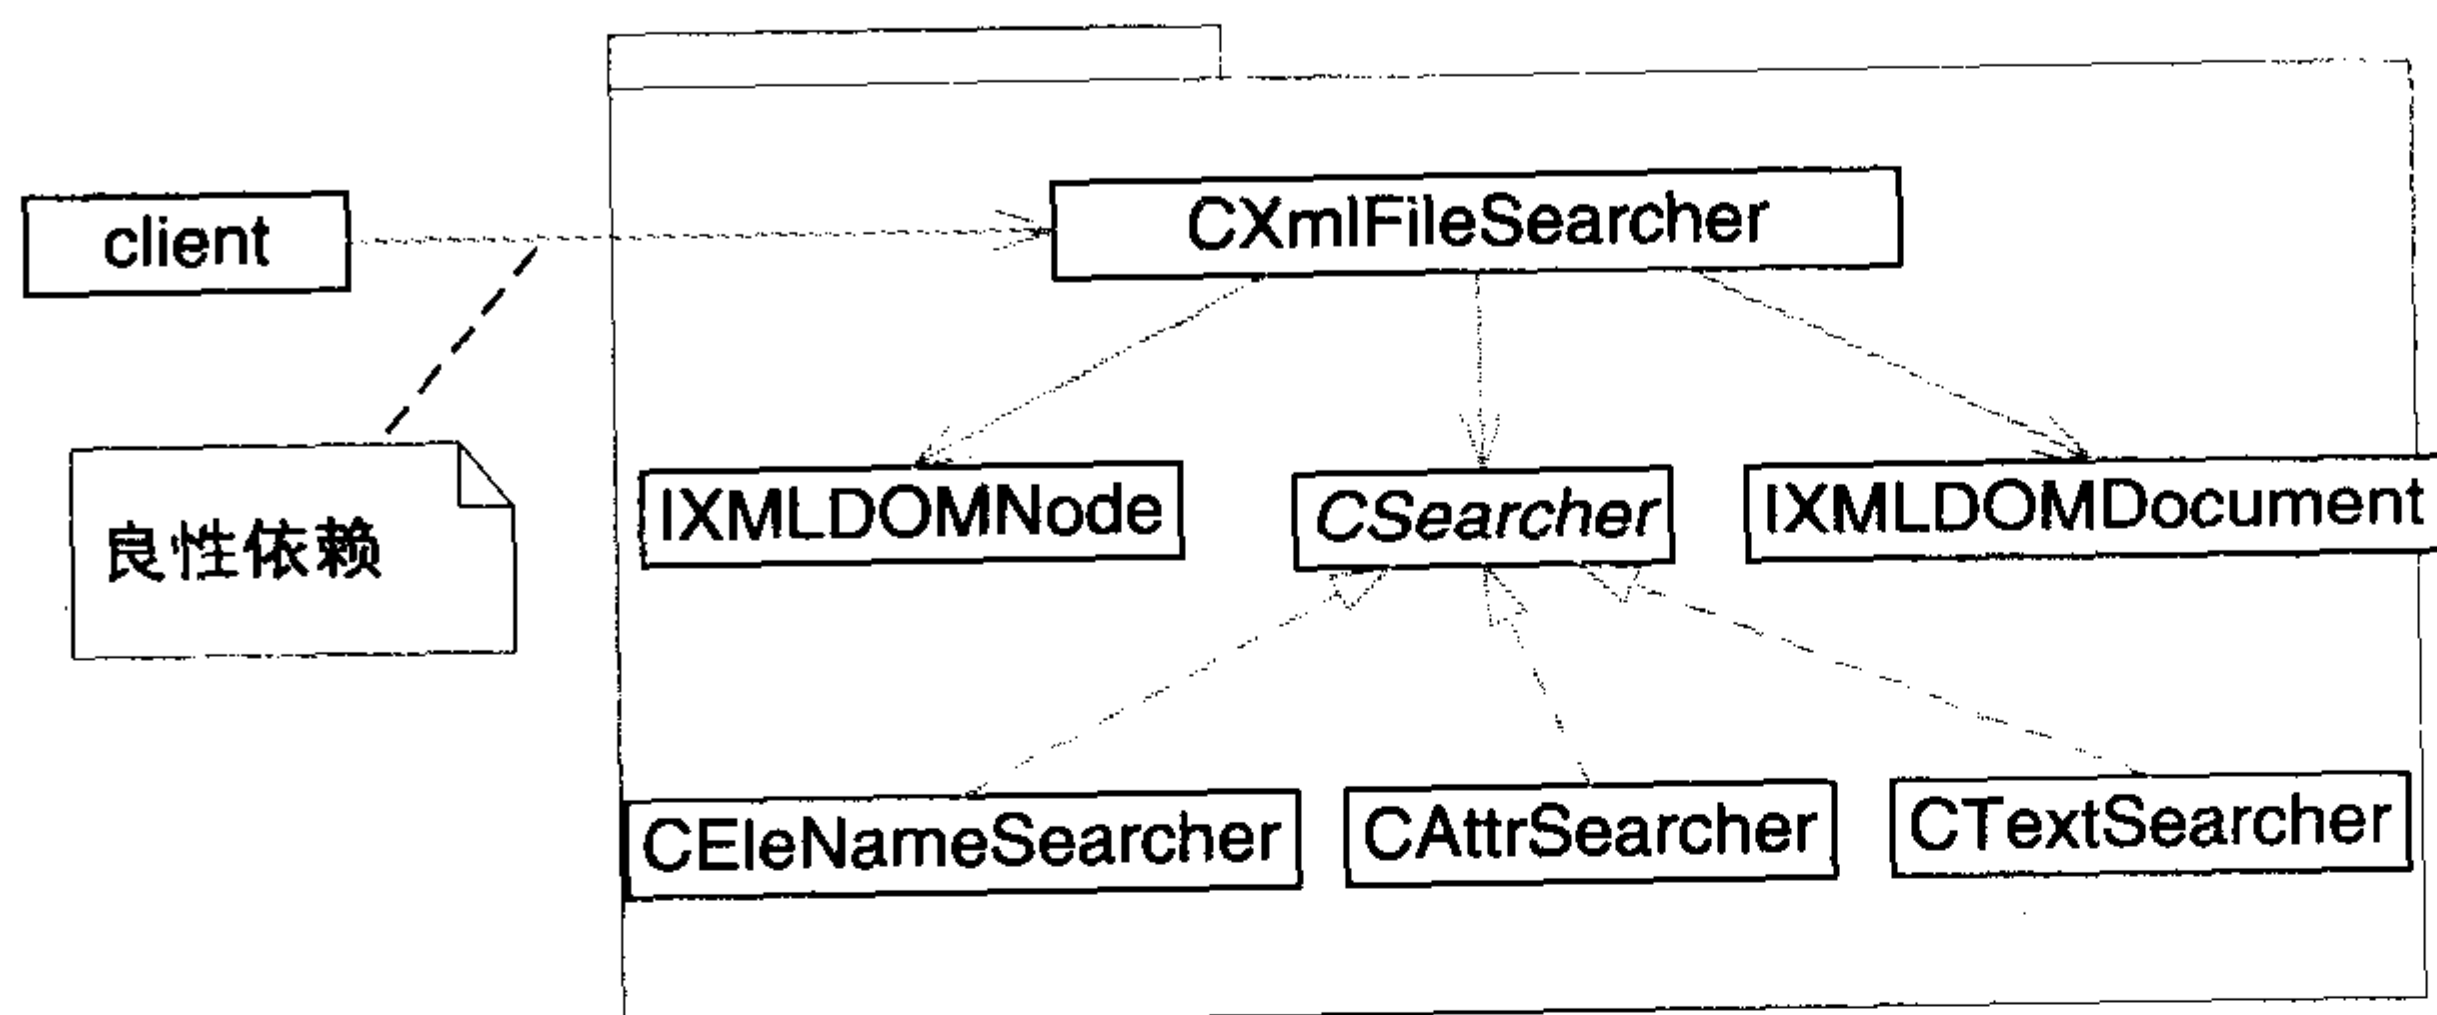 client
CXmlFileSearcher
IXMLDOMNode
CSearcher
IXMLDOMDocument
良性依赖
CEleNameSearcher
CAttrSearcher
CTextSearcher